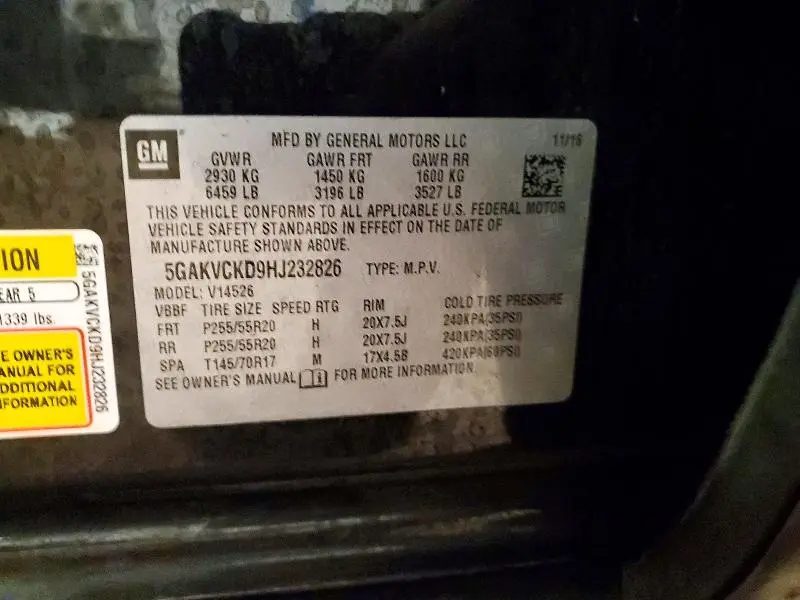 GM
MFD BY GENERAL MOTORS LLC 11/16
GVWR GAWR FRT GAWR RR
2930 KG 1450 KG 1600 KG
6459 LB 3196 LB 3527 LB
THIS VEHICLE CONFORMS TO ALL APPLICABLE U.S. FEDERAL MOTOR
VEHICLE SAFETY STANDARDS IN EFFECT ON THE DATE OF
MANUFACTURE SHOWN ABOVE.
5GAKVCKD9HJ232826 TYPE: M.P.V.
MODEL: V14526
VBBF TIRE SIZE SPEED RTG RIM COLD TIRE PRESSURE
FRT P255/55R20 H 20X7.5J 240KPA(35PSI)
RR P255/55R20 H 20X7.5J 240KPA(35PSI)
SPA T145/70R17 M 17X4.5B 420KPA(60PSI)
SEE OWNER'S MANUAL FOR MORE INFORMATION
ION
EAR 5
1339 lbs.
E OWNER'S
ANUAL FOR
DDITIONAL
FORMATION
5GAKVCKD9HJ232826